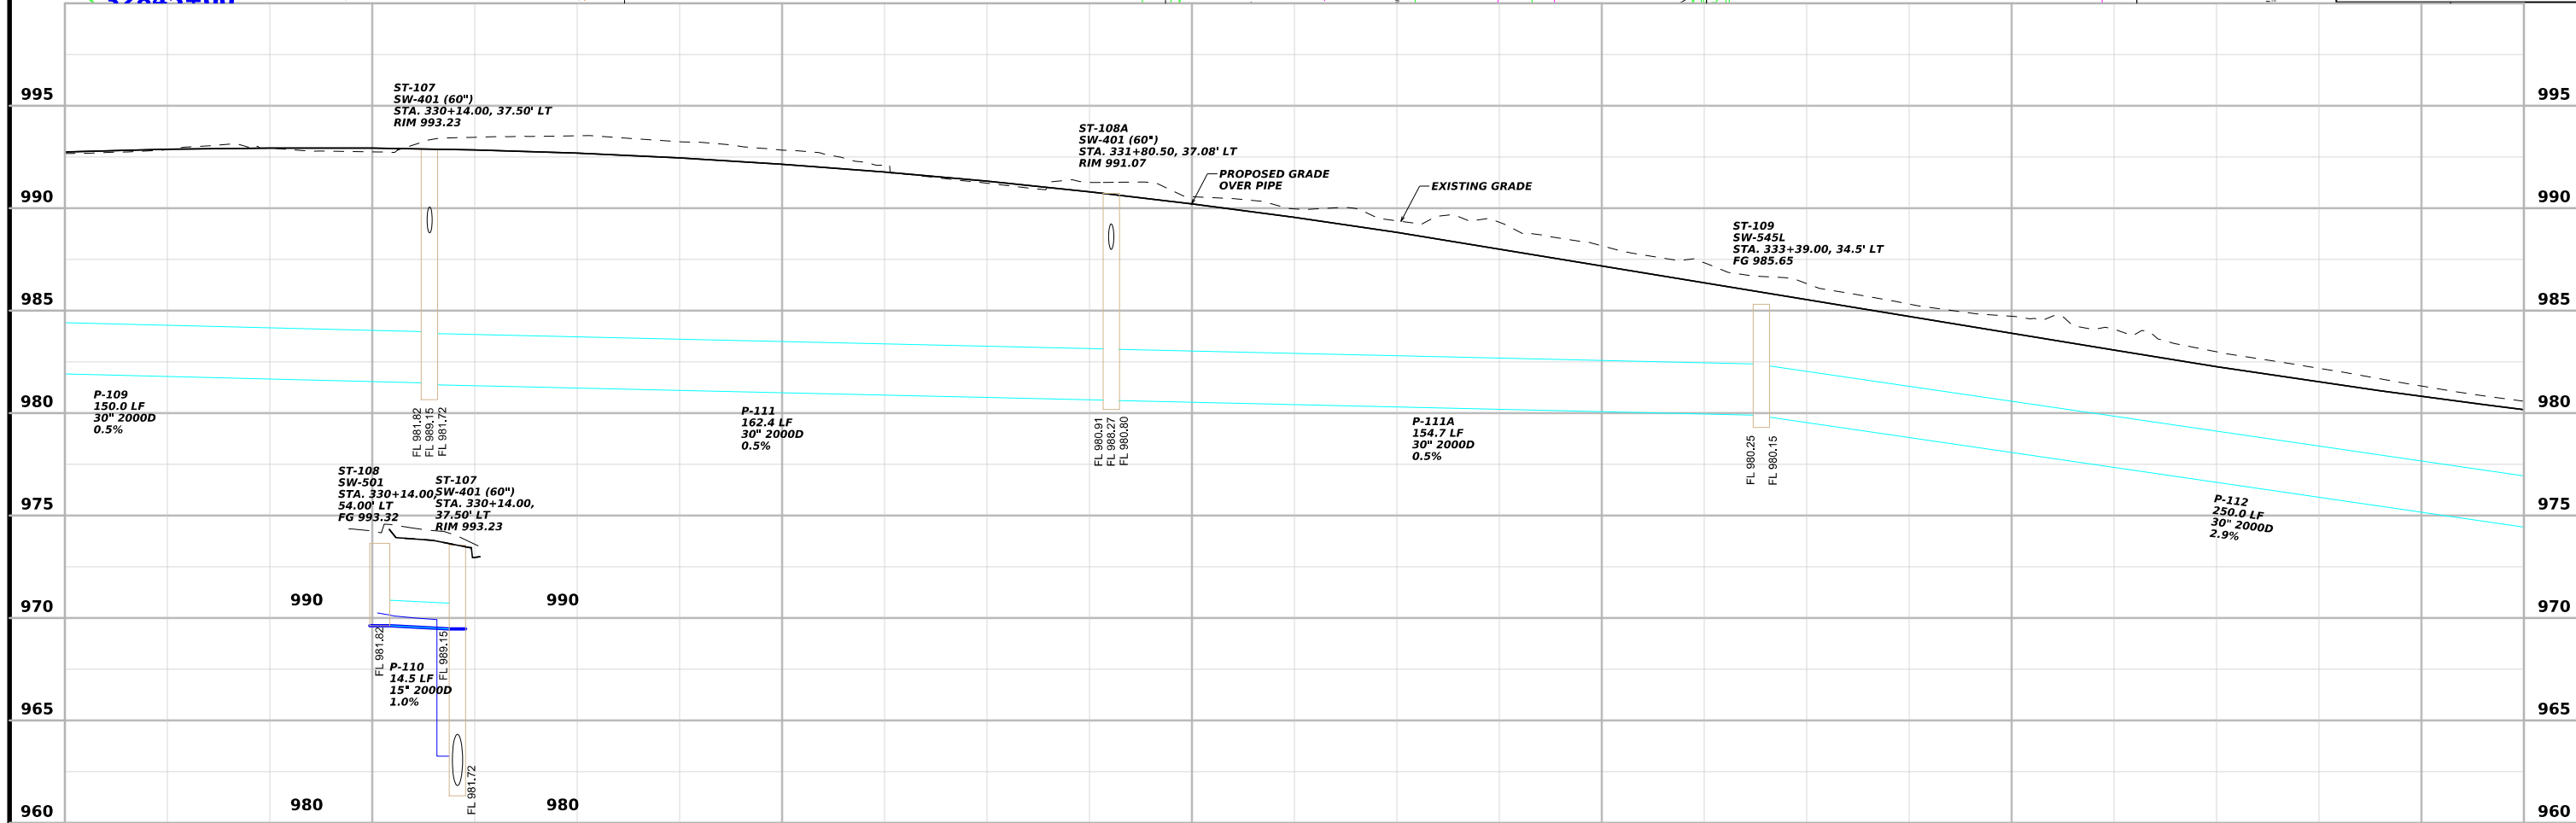 995
995
ST-107
SW-401 (60")
STA. 330+14.00, 37.50' LT
RIM 993.23
ST-108A
SW-401 (60")
STA. 331+80.50, 37.08' LT
RIM 991.07
PROPOSED GRADE
OVER PIPE
EXISTING GRADE
990
990
ST-109
SW-545L
STA. 333+39.00, 34.5' LT
FG 985.65
985
985
P-109
150.0 LF
30" 2000D
0.5%
980
980
FL 981.82
FL 989.15
FL 981.72
P-111
162.4 LF
30" 2000D
0.5%
FL 980.91
FL 988.27
FL 980.80
P-111A
154.7 LF
30" 2000D
0.5%
FL 980.25
FL 980.15
P-112
250.0 LF
30" 2000D
2.9%
975
975
ST-108
SW-501
STA. 330+14.00,
54.00' LT
FG 993.32
ST-107
SW-401 (60")
STA. 330+14.00,
37.50' LT
RIM 993.23
970
990
990
970
FL 981.82
FL 989.15
P-110
14.5 LF
15" 2000D
1.0%
965
965
FL 981.72
960
980
980
960